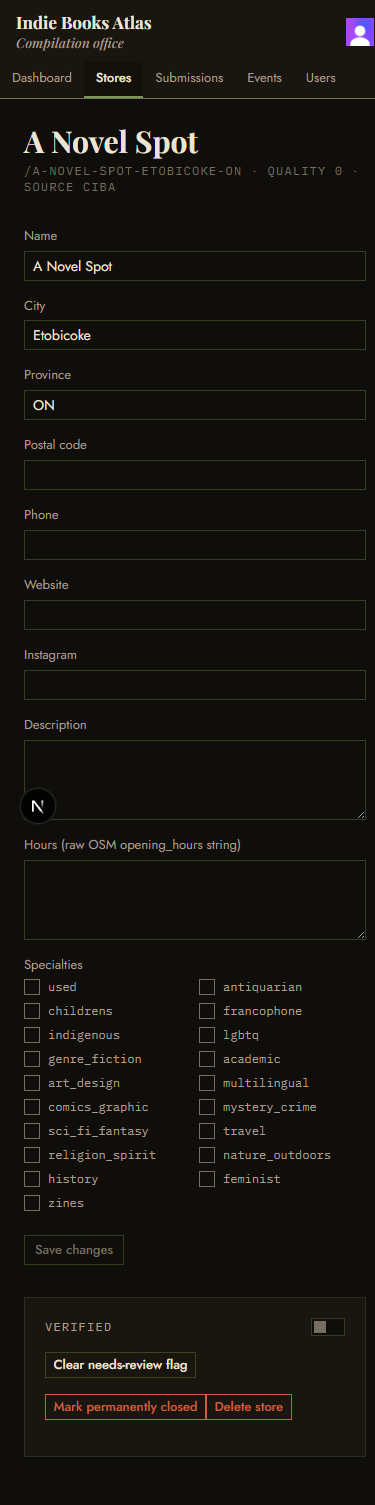 Indie Books Atlas
Compilation office
Dashboard Stores Submissions Events Users
A Novel Spot
/A-NOVEL-SPOT-ETOBICOKE-ON · QUALITY 0 ·
SOURCE CIBA
Name
A Novel Spot
City
Etobicoke
Province
ON
Postal code
Phone
Website
Instagram
Description
N
Hours (raw OSM opening_hours string)
Specialties
used antiquarian
childrens francophone
indigenous lgbtq
genre_fiction academic
art_design multilingual
comics_graphic mystery_crime
sci_fi_fantasy travel
religion_spirit nature_outdoors
history feminist
zines
Save changes
VERIFIED
Clear needs-review flag
Mark permanently closed Delete store